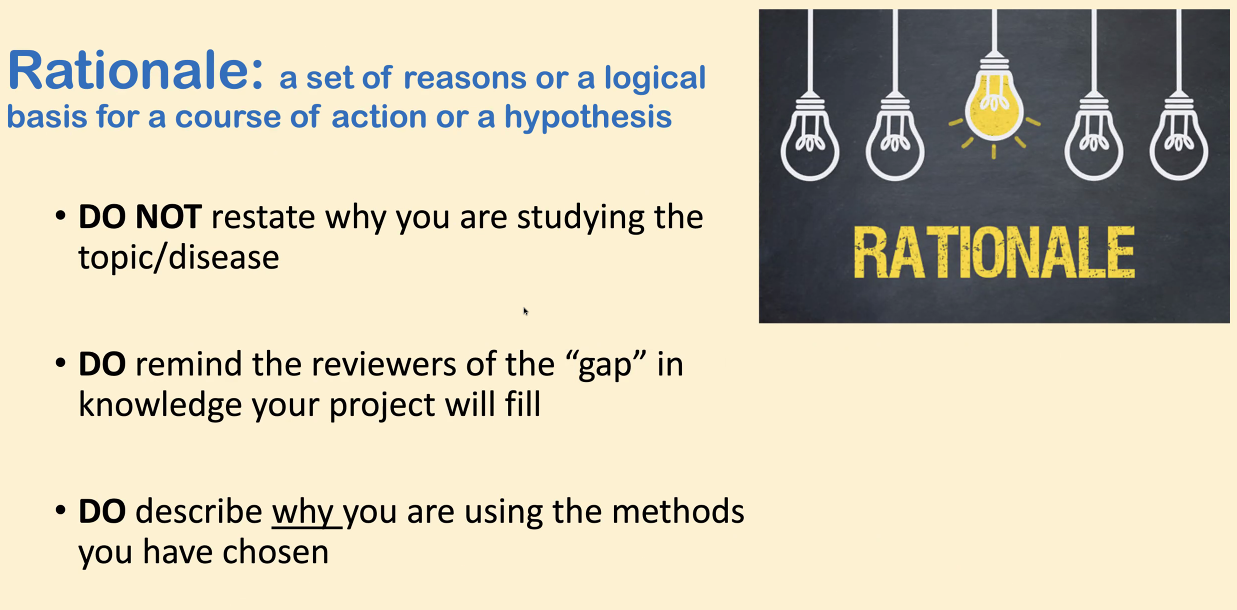 Rationale: a set of reasons or a logical
basis for a course of action or a hypothesis
• DO NOT restate why you are studying the
topic/disease
• DO remind the reviewers of the “gap” in
knowledge your project will fill
• DO describe why you are using the methods
you have chosen
RATIONALE